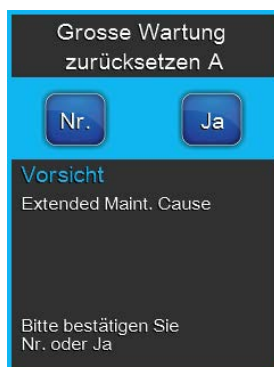 Grosse Wartung
zurücksetzen A
Nr.
Ja
Vorsicht
Extended Maint. Cause
Bitte bestätigen Sie
Nr. oder Ja